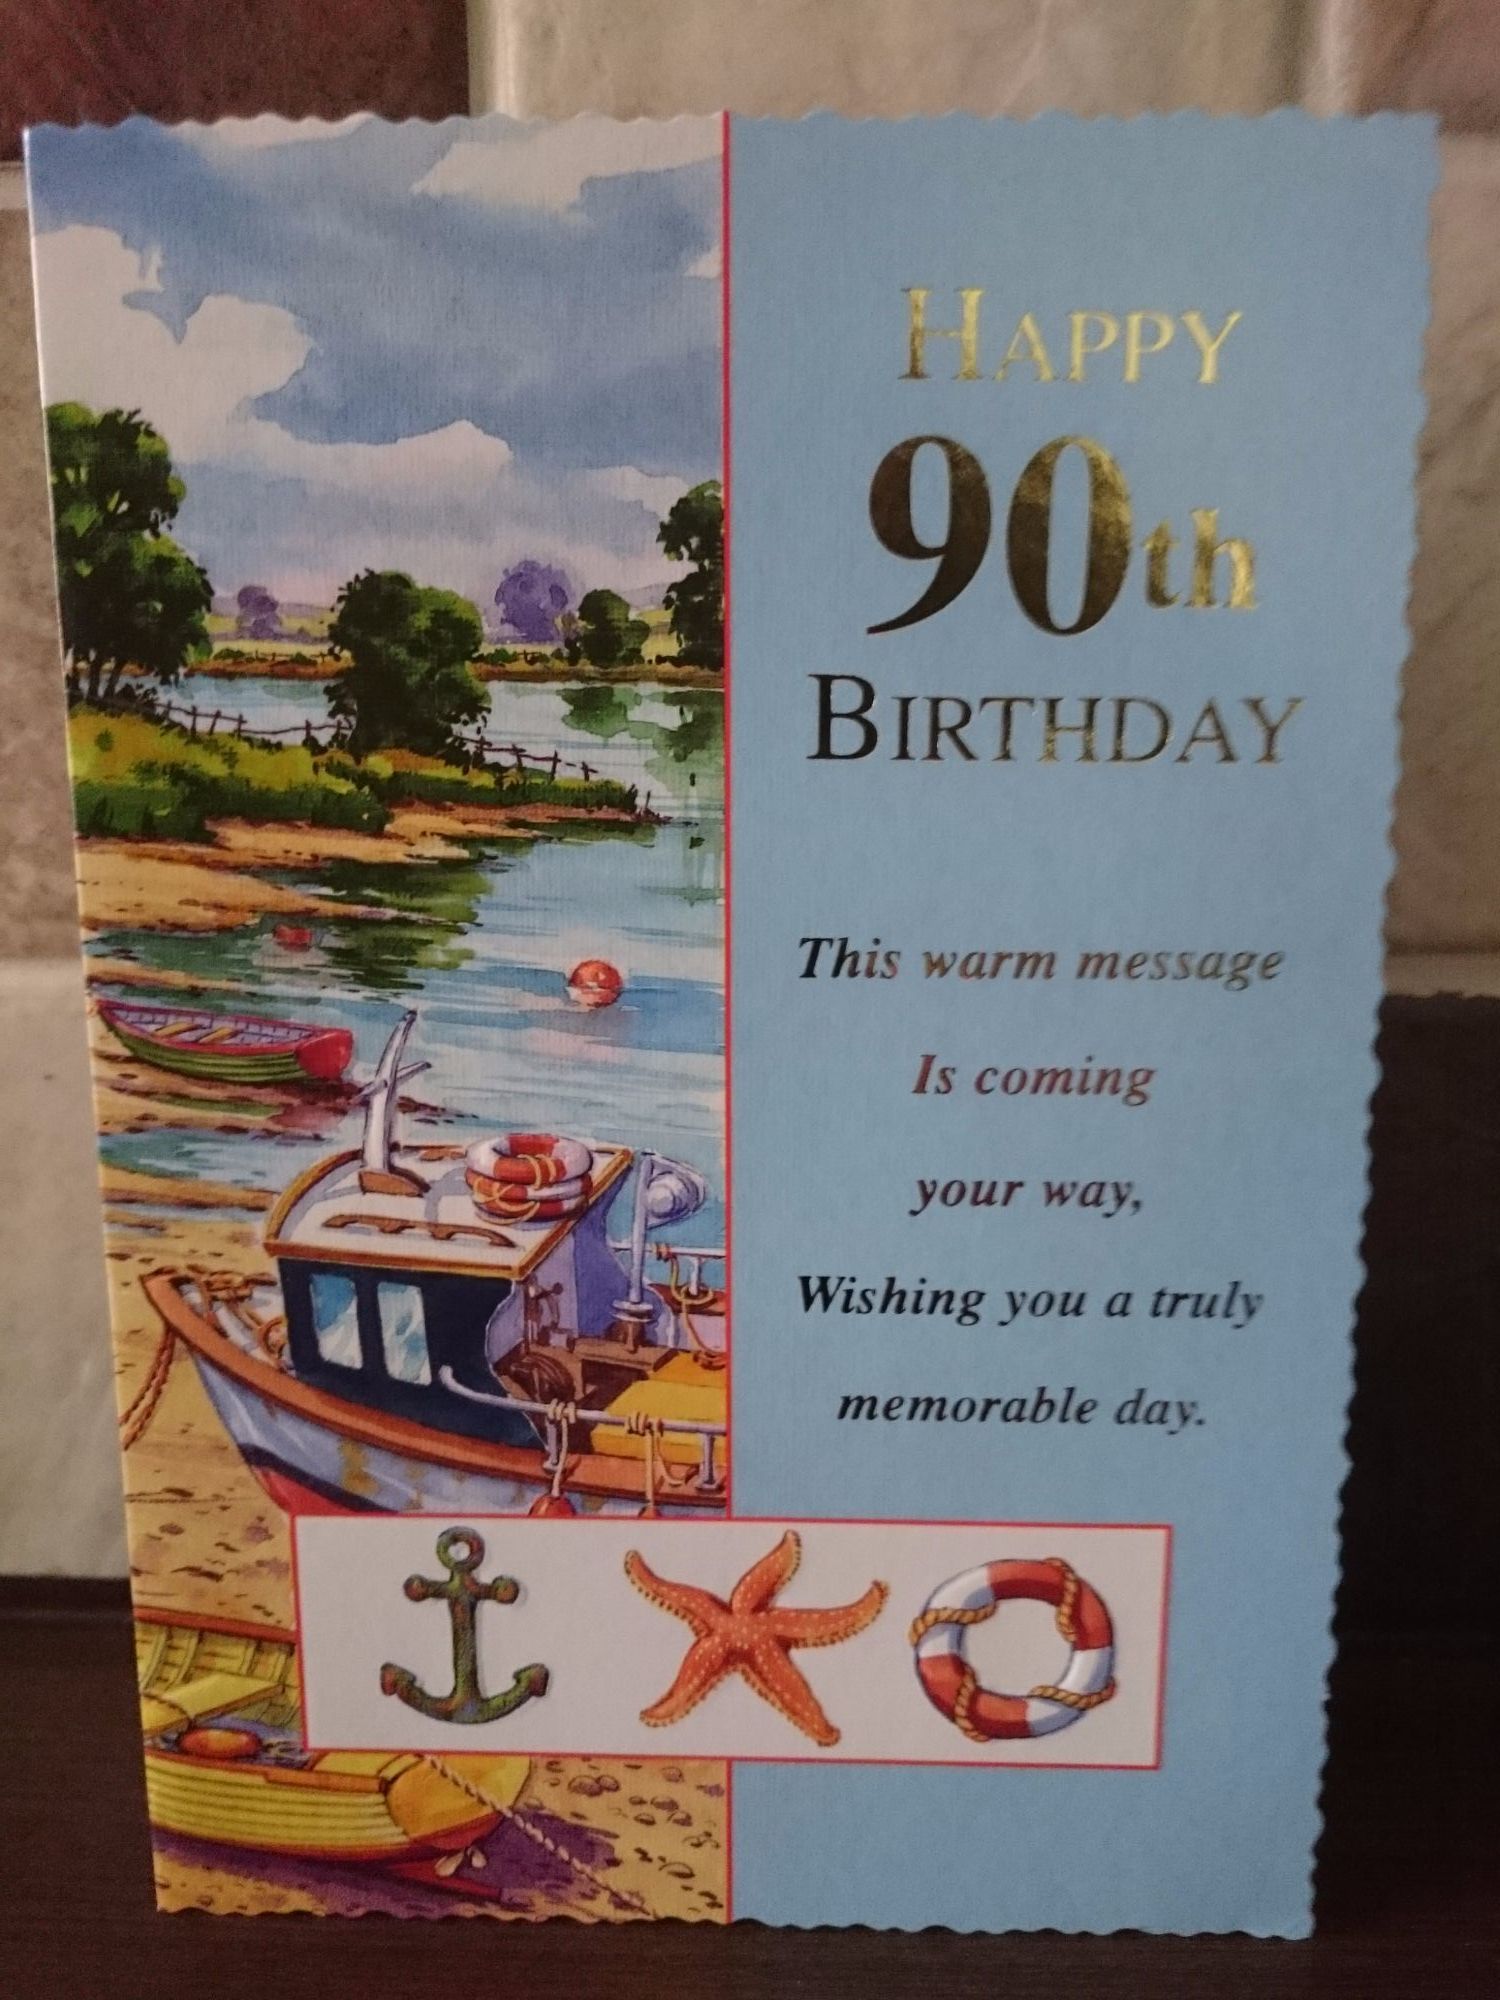 HAPPY
90th
BIRTHDAY
This warm message
Is coming
your way,
Wishing you a truly
memorable day.